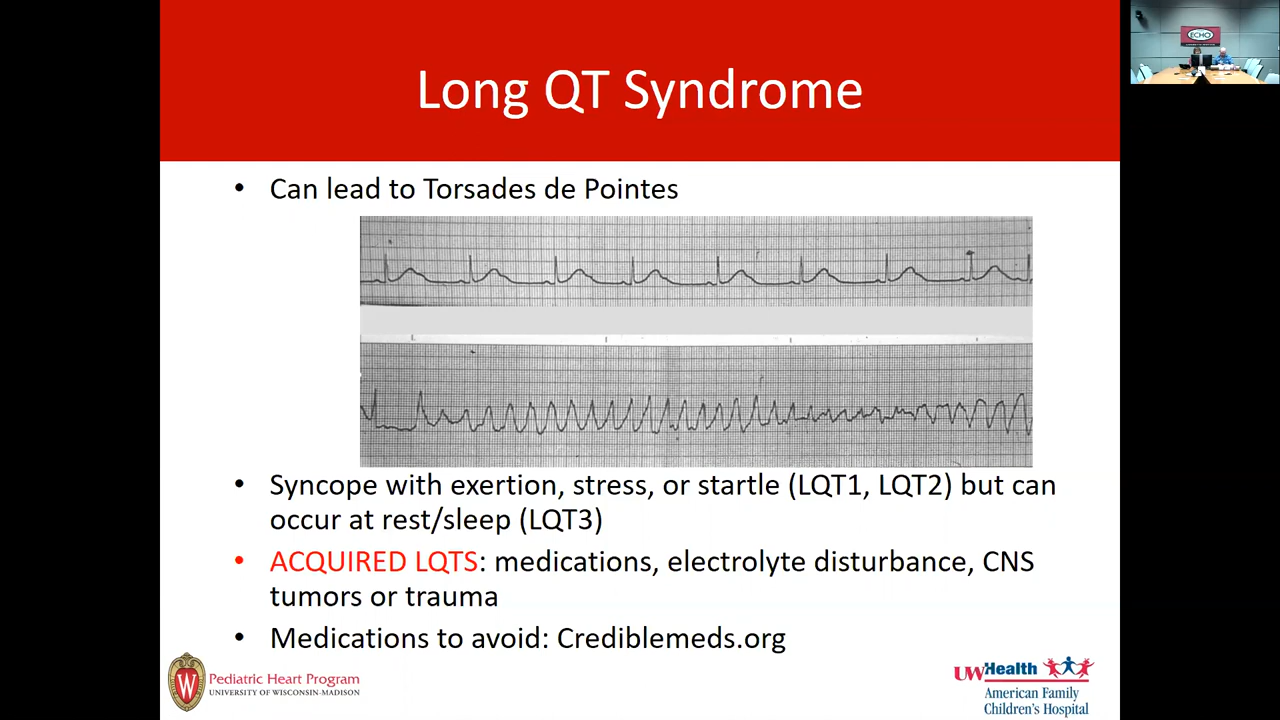 Long QT Syndrome
ECHO
• Can lead to Torsades de Pointes
• Syncope with exertion, stress, or startle (LQT1, LQT2) but can
occur at rest/sleep (LQT3)
• ACQUIRED LQTS: medications, electrolyte disturbance, CNS
tumors or trauma
• Medications to avoid: Crediblemeds.org
W
Pediatric Heart Program
UNIVERSITY OF WISCONSIN-MADISON
UWHealth
American Family
Children's Hospital